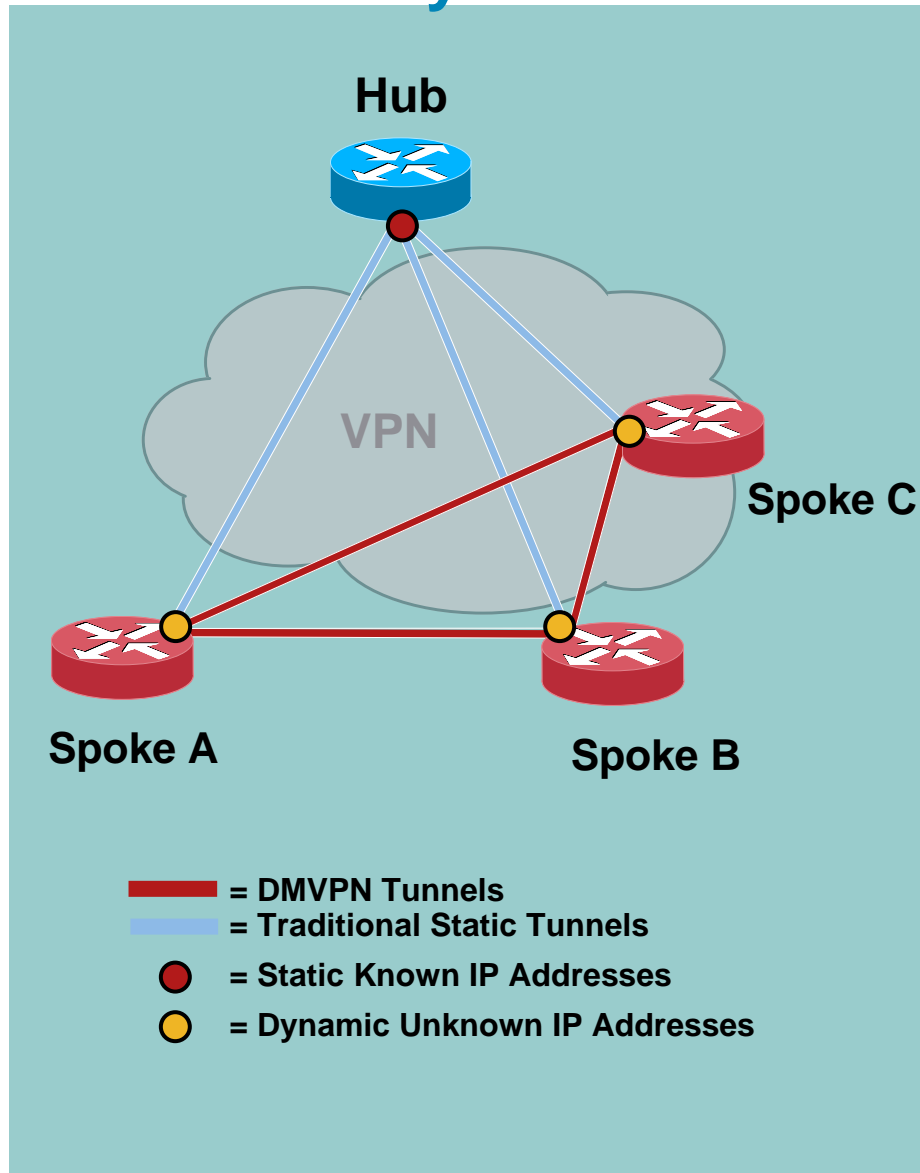 Hub
VPN
Spoke C
Spoke A
Spoke B
= DMVPN Tunnels
= Traditional Static Tunnels
= Static Known IP Addresses
= Dynamic Unknown IP Addresses